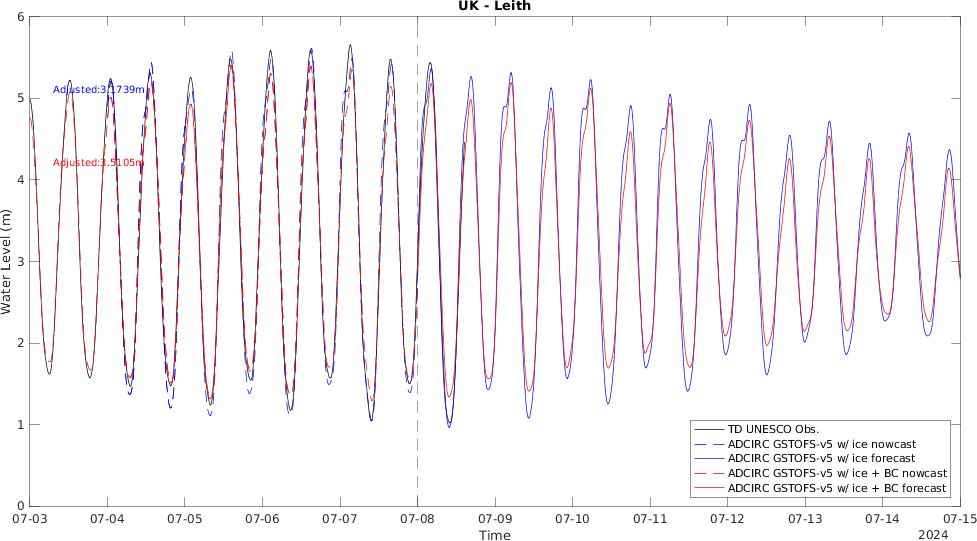 UK - Leith
6
5
4
3
2
1
0
Water Level (m)
Adjusted:3.1739m
Adjusted:3.5105m
TD UNESCO Obs.
ADCIRC GSTOFS-v5 w/ ice nowcast
ADCIRC GSTOFS-v5 w/ ice forecast
ADCIRC GSTOFS-v5 w/ ice + BC nowcast
ADCIRC GSTOFS-v5 w/ ice + BC forecast
07-03 07-04 07-05 07-06 07-07 07-08 07-09 07-10 07-11 07-12 07-13 07-14 07-15
Time
2024